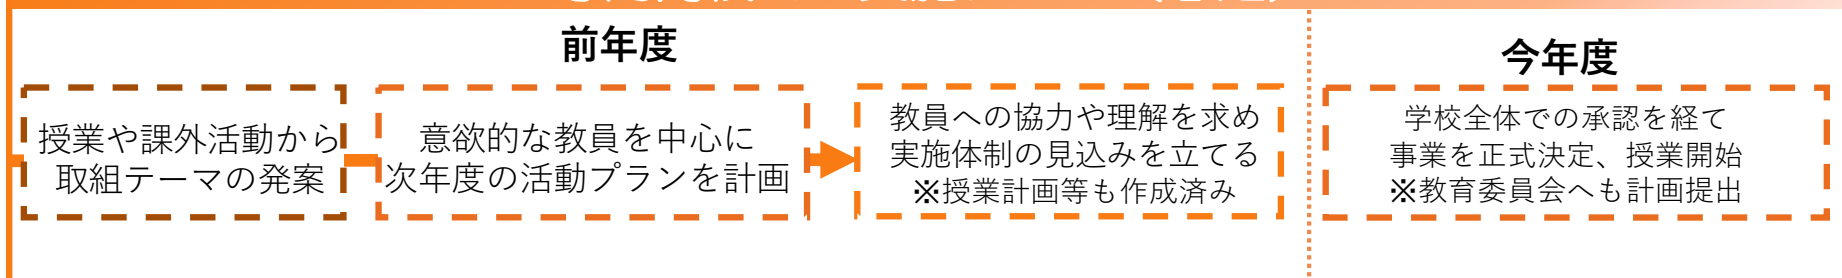 前年度
今年度
授業や課外活動から
取組テーマの発案
意欲的な教員を中心に
次年度の活動プランを計画
教員への協力や理解を求め
実施体制の見込みを立てる
※授業計画等も作成済み
学校全体での承認を経て
事業を正式決定、授業開始
※教育委員会へも計画提出